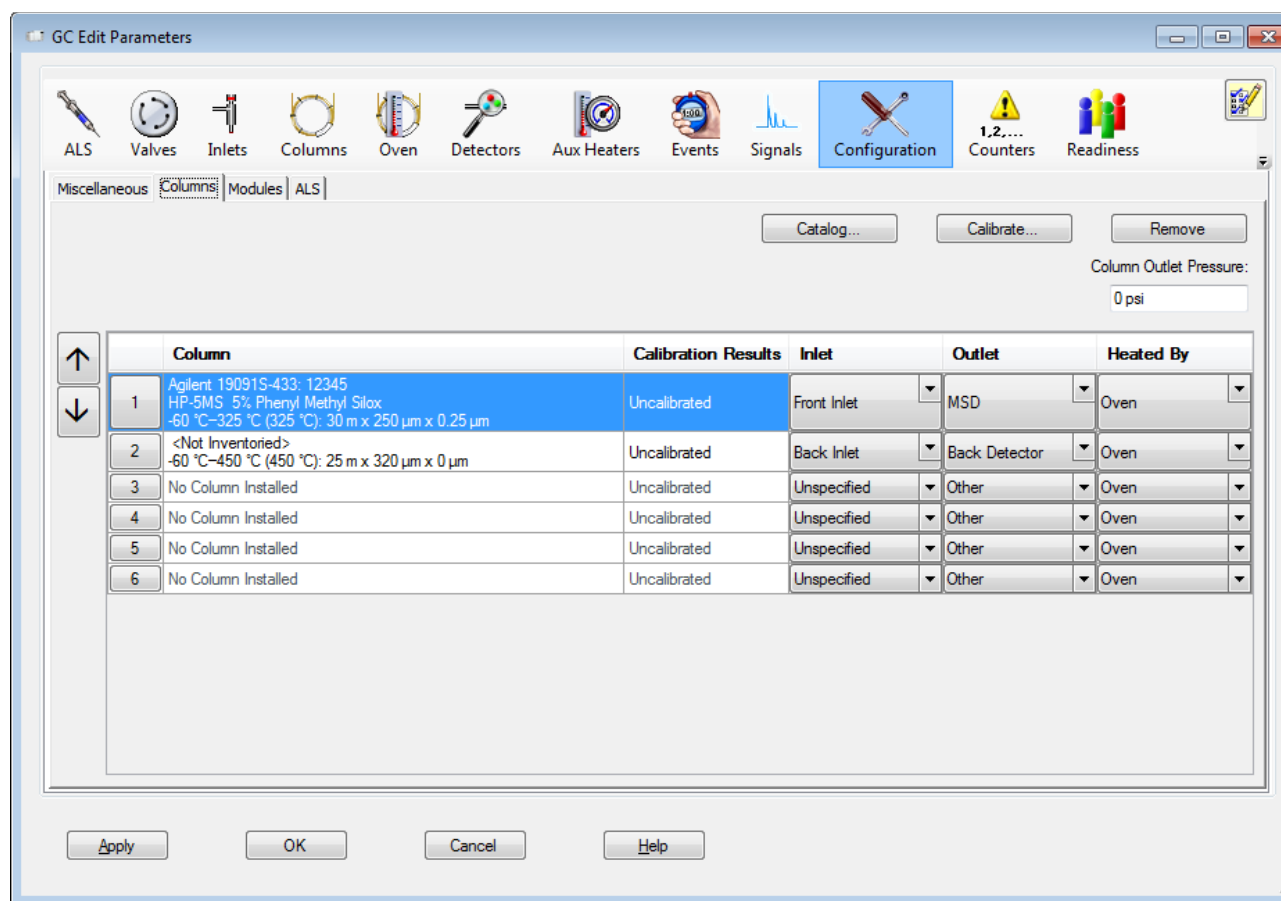 GC Edit Parameters
ALS
Valves
Inlets
Columns
Oven
Detectors
Aux Heaters
1:00
Events
Signals
Configuration
1,2,...
Counters
Readiness
Miscellaneous Columns Modules ALS
Catalog... Calibrate... Remove
Column Outlet Pressure:
0 psi
Column Calibration Results Inlet Outlet Heated By
1
Agilent 19091S-433: 12345
HP-5MS 5% Phenyl Methyl Silox
-60 °C–325 °C (325 °C): 30 m x 250 µm x 0.25 µm
Uncalibrated Front Inlet MSD Oven
2
<Not Inventoried>
-60 °C–450 °C (450 °C): 25 m x 320 µm x 0 µm
Uncalibrated Back Inlet Back Detector Oven
3 No Column Installed Uncalibrated Unspecified Other Oven
4 No Column Installed Uncalibrated Unspecified Other Oven
5 No Column Installed Uncalibrated Unspecified Other Oven
6 No Column Installed Uncalibrated Unspecified Other Oven
Apply OK Cancel Help